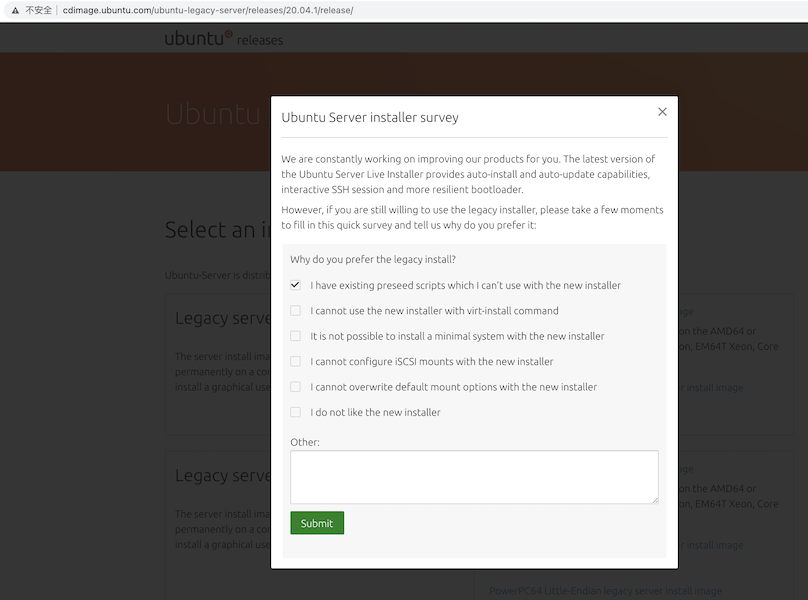 不安全 | cdimage.ubuntu.com/ubuntu-legacy-server/releases/20.04.1/release/
ubuntu® releases
Ubuntu
Ubuntu Server installer survey
We are constantly working on improving our products for you. The latest version of
the Ubuntu Server Live Installer provides auto-install and auto-update capabilities,
interactive SSH session and more resilient bootloader.
However, if you are still willing to use the legacy installer, please take a few moments
to fill in this quick survey and tell us why do you prefer it:
Why do you prefer the legacy install?
I have existing preseed scripts which I can't use with the new installer
I cannot use the new installer with virt-install command
It is not possible to install a minimal system with the new installer
I cannot configure iSCSI mounts with the new installer
I cannot overwrite default mount options with the new installer
I do not like the new installer
Other:
Submit
Select an i
Ubuntu-Server is distri
Legacy serve
The server install ima
permanently on a co
install a graphical use
on the AMD64 or
on, EM64T Xeon, Core
r install image
Legacy serve
The server install ima
permanently on a co
install a graphical use
on the AMD64 or
on, EM64T Xeon, Core
r install image
PowerPC64 Little-Endian legacy server install image